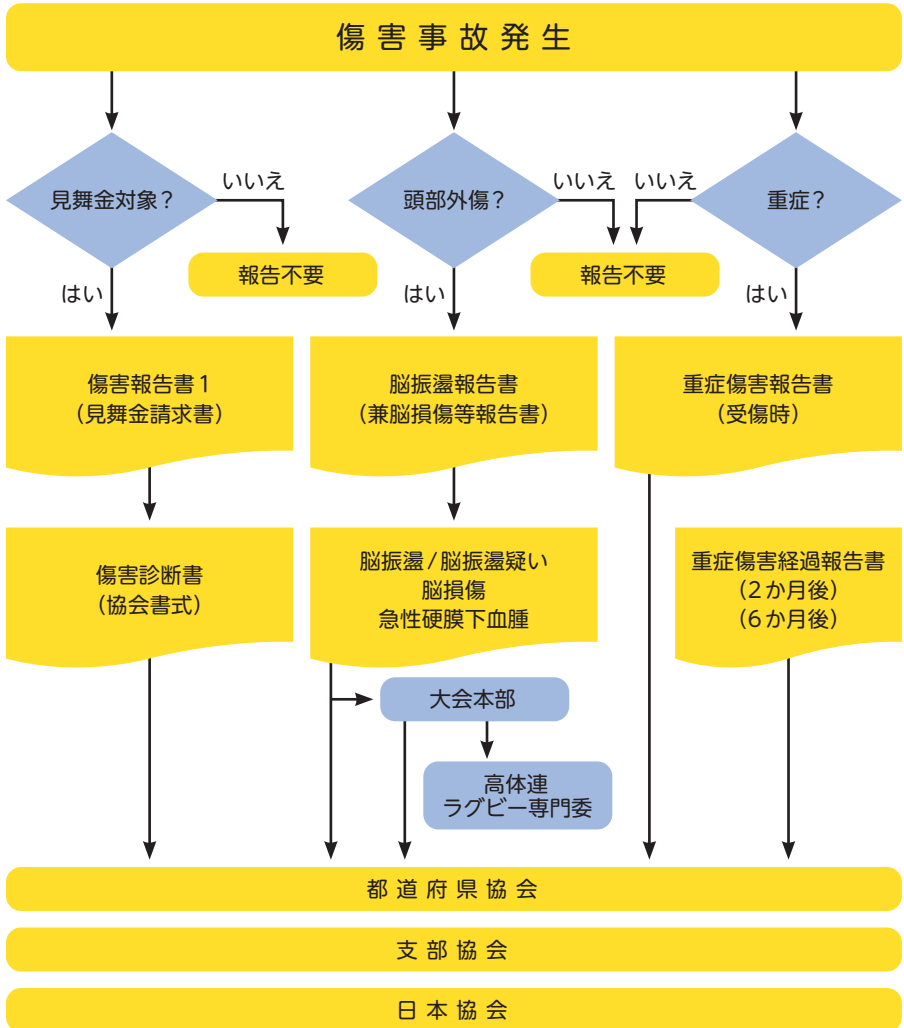 傷害事故発生
見舞金対象？
いいえ
頭部外傷？
いいえ
いいえ
重症？
報告不要
報告不要
はい
はい
はい
傷害報告書１
（見舞金請求書）
脳振盪報告書
（兼脳損傷等報告書）
重症傷害報告書
（受傷時）
傷害診断書
（協会書式）
脳振盪/脳振盪疑い
脳損傷
急性硬膜下血腫
重症傷害経過報告書
（２か月後）
（６か月後）
大会本部
高体連
ラグビー専門委
都道府県協会
支部協会
日本協会